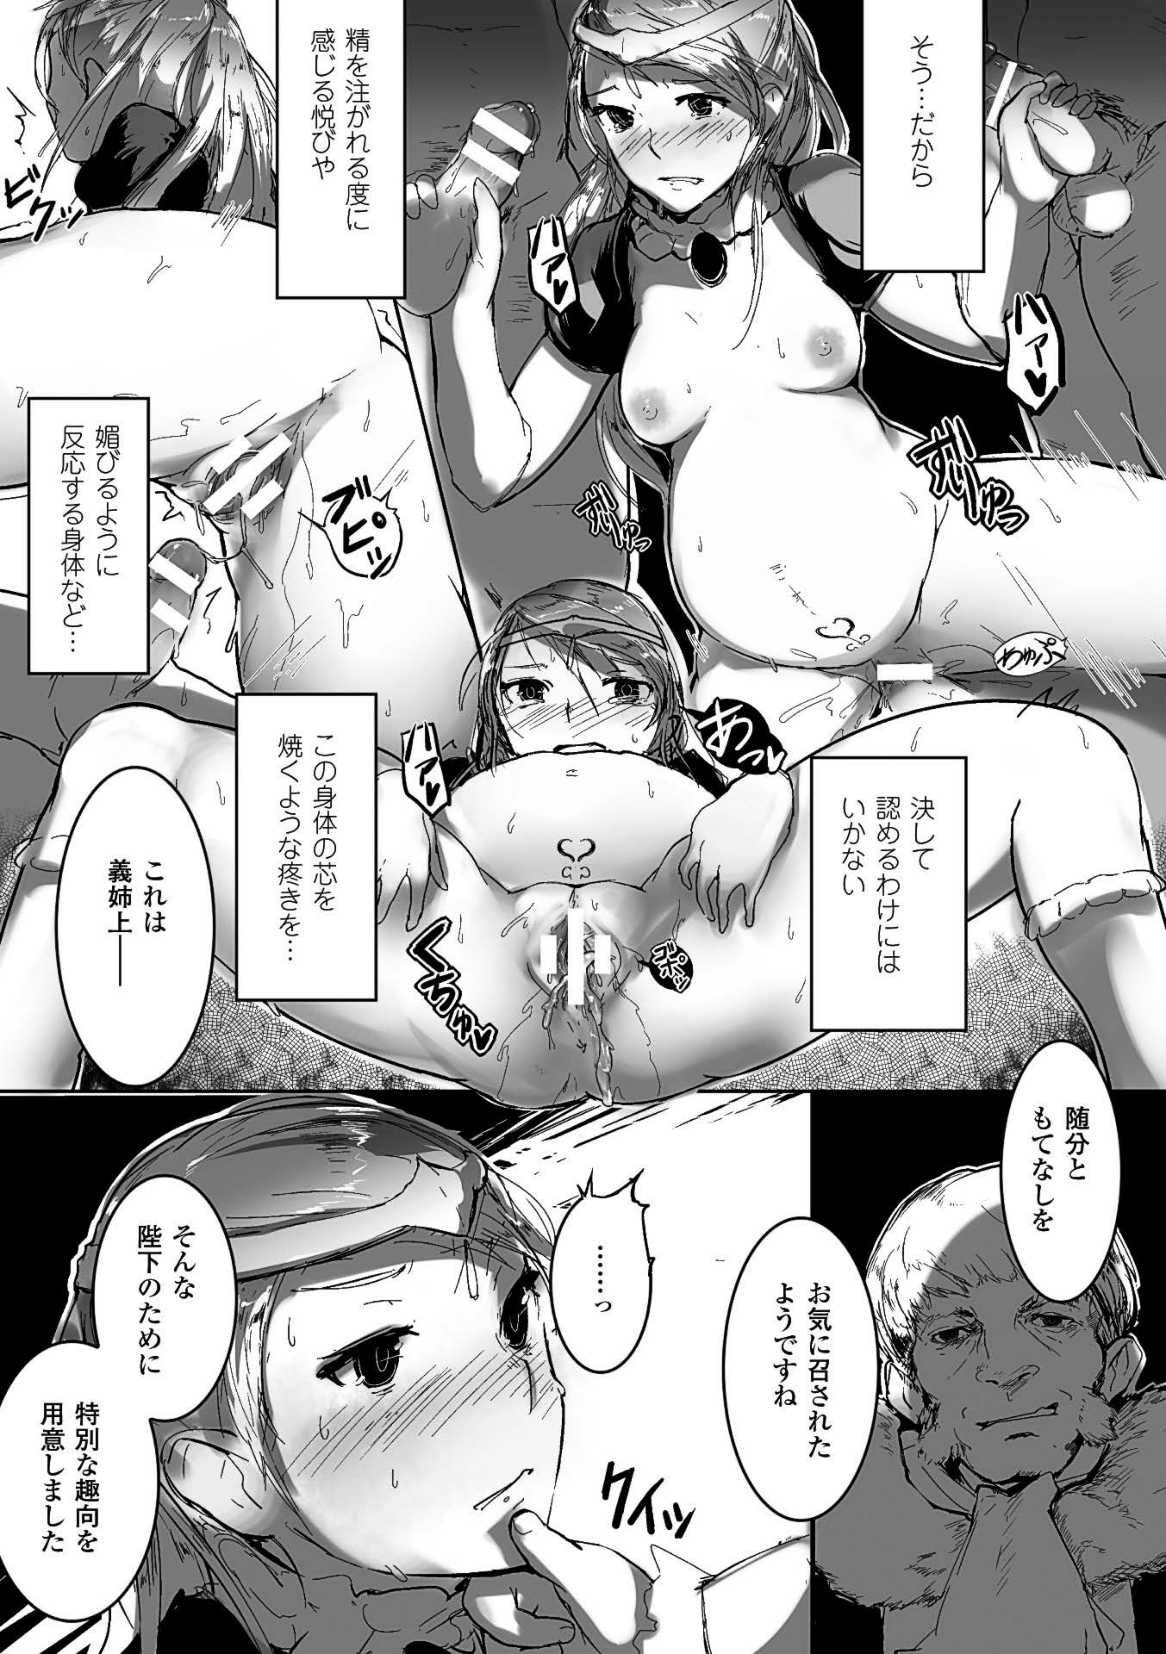 そう…だから
精を注がれる度に
感じる悦びや
ビクッ
ハァ
ハァー
媚びるように
反応する身体など…
ブピッ
ずりゅっ
ずりゅっ
わゅぷ
この身体の芯を
焼くような疼きを…
ハァ
あっ
決して
認めるわけには
いかない
これは
義姉上――
くちゅ
ゴポッ
随分と
もてなしを
お気に召された
ようですね
………っ
そんな
陛下のために
特別な趣向を
用意しました
クイッ